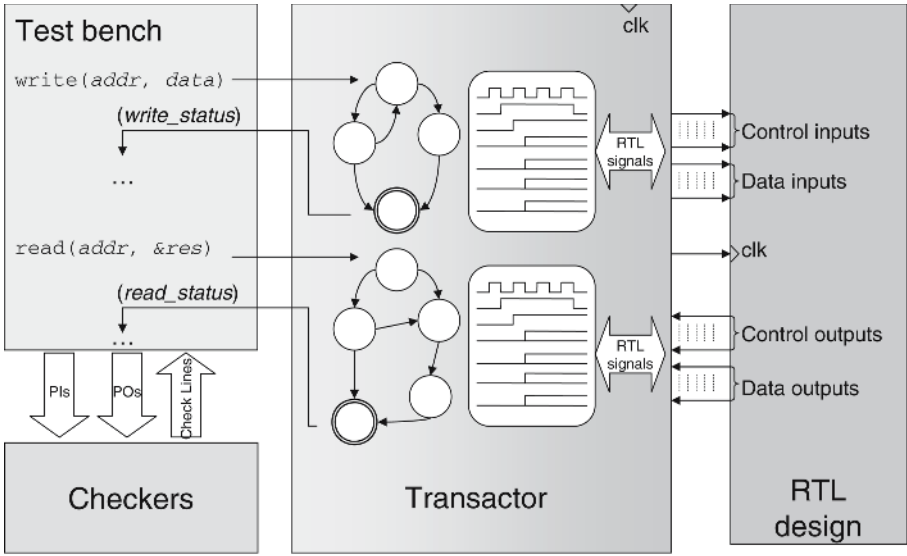 Test bench
write(addr, data)
(write_status)
...
read(addr, &res)
(read_status)
...
PIs
POs
Check Lines
Checkers
clk
RTL
signals
RTL
signals
Transactor
Control inputs
Data inputs
clk
Control outputs
Data outputs
RTL
design